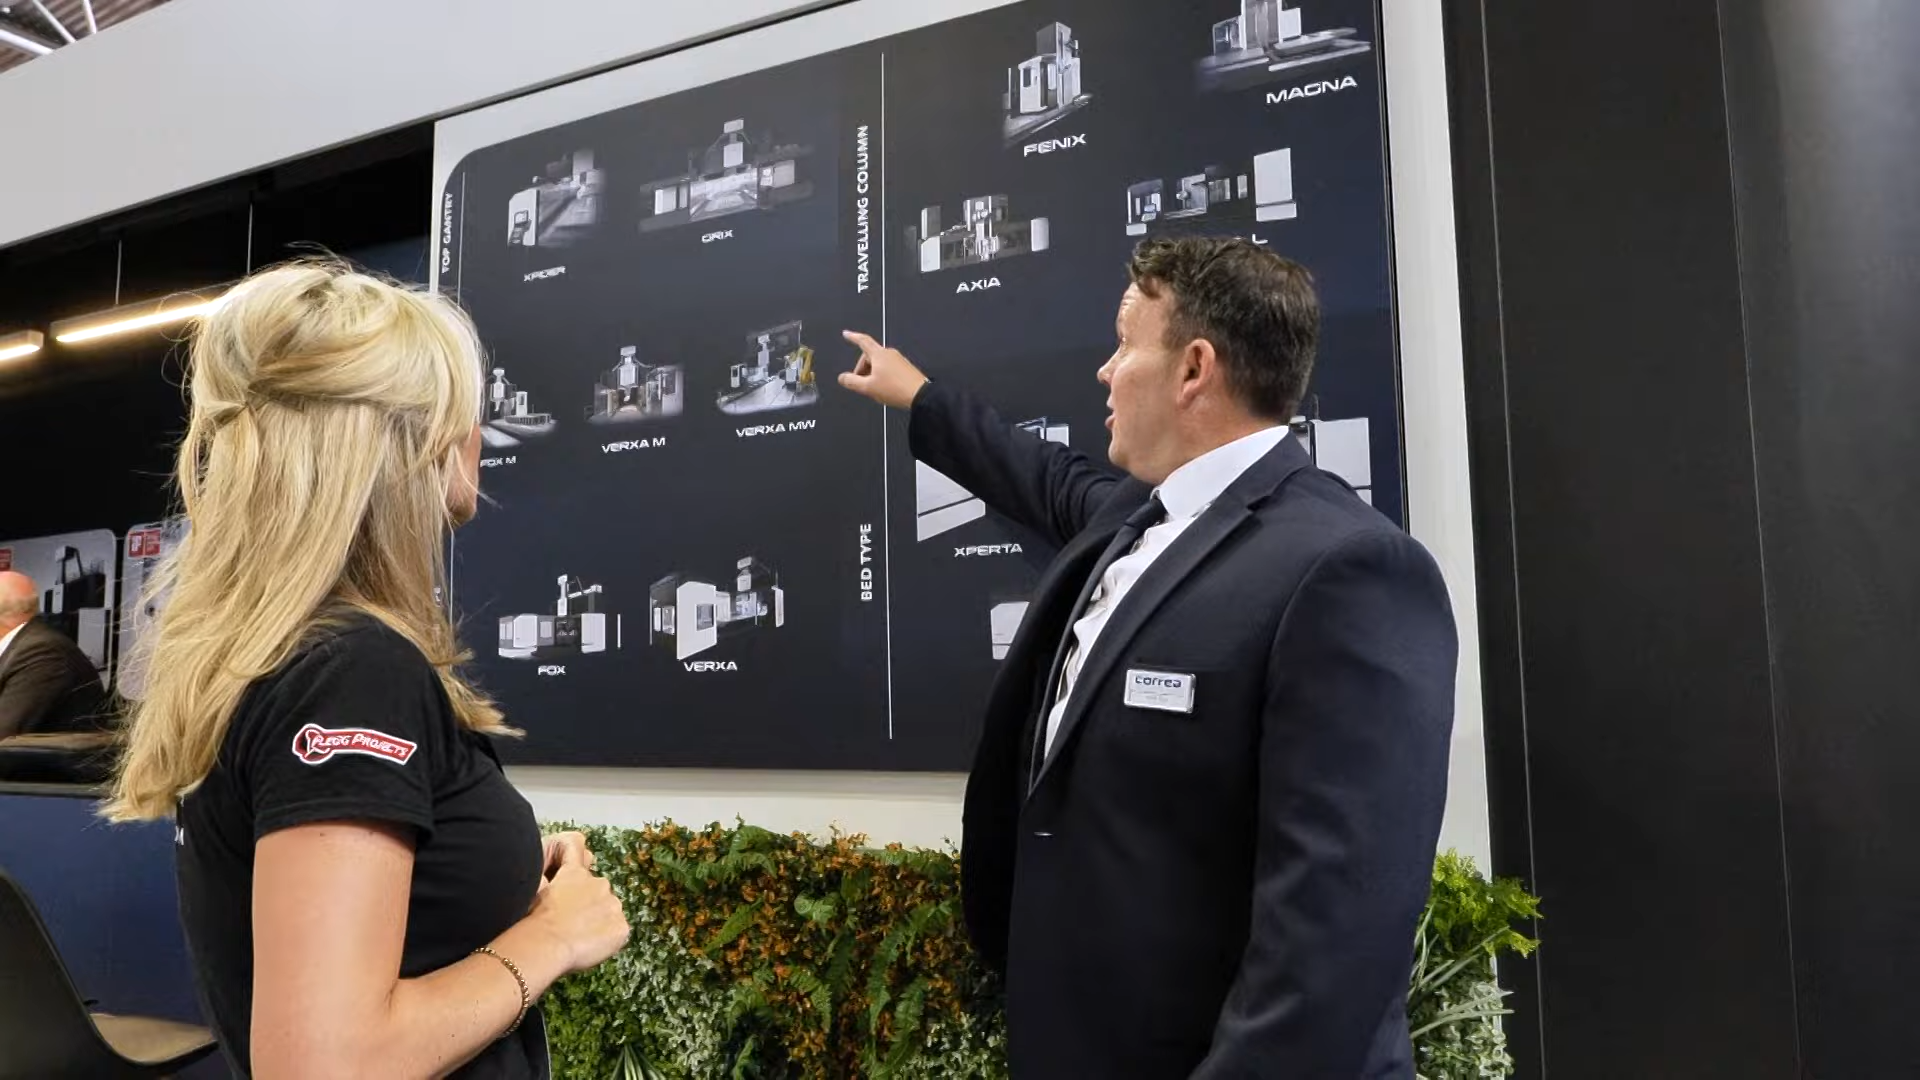 TOP GANTRY
XPIDER
ORIX
FOX M
VERXA M
VERXA MW
FOX
VERXA
TRAVELLING COLUMN
FENIX
MAGNA
AXIA
L
BED TYPE
XPERTA
FLEGG PROJECTS
correa